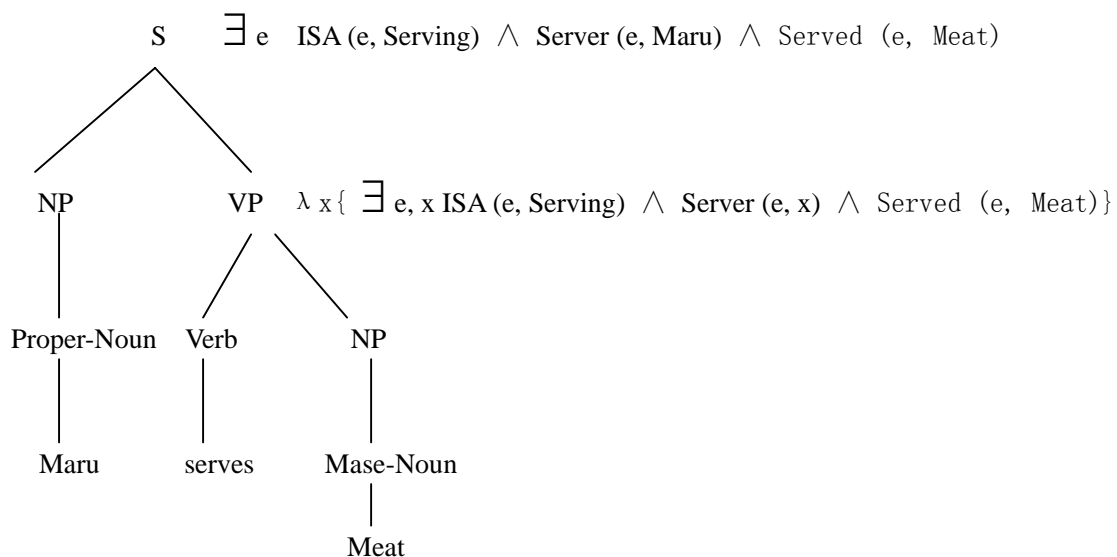 S ∃ e ISA (e, Serving) ∧ Server (e, Maru) ∧ Served (e, Meat)
NP VP λ x{ ∃ e, x ISA (e, Serving) ∧ Server (e, x) ∧ Served (e, Meat)}
Proper-Noun Verb NP
Maru serves Mase-Noun
Meat